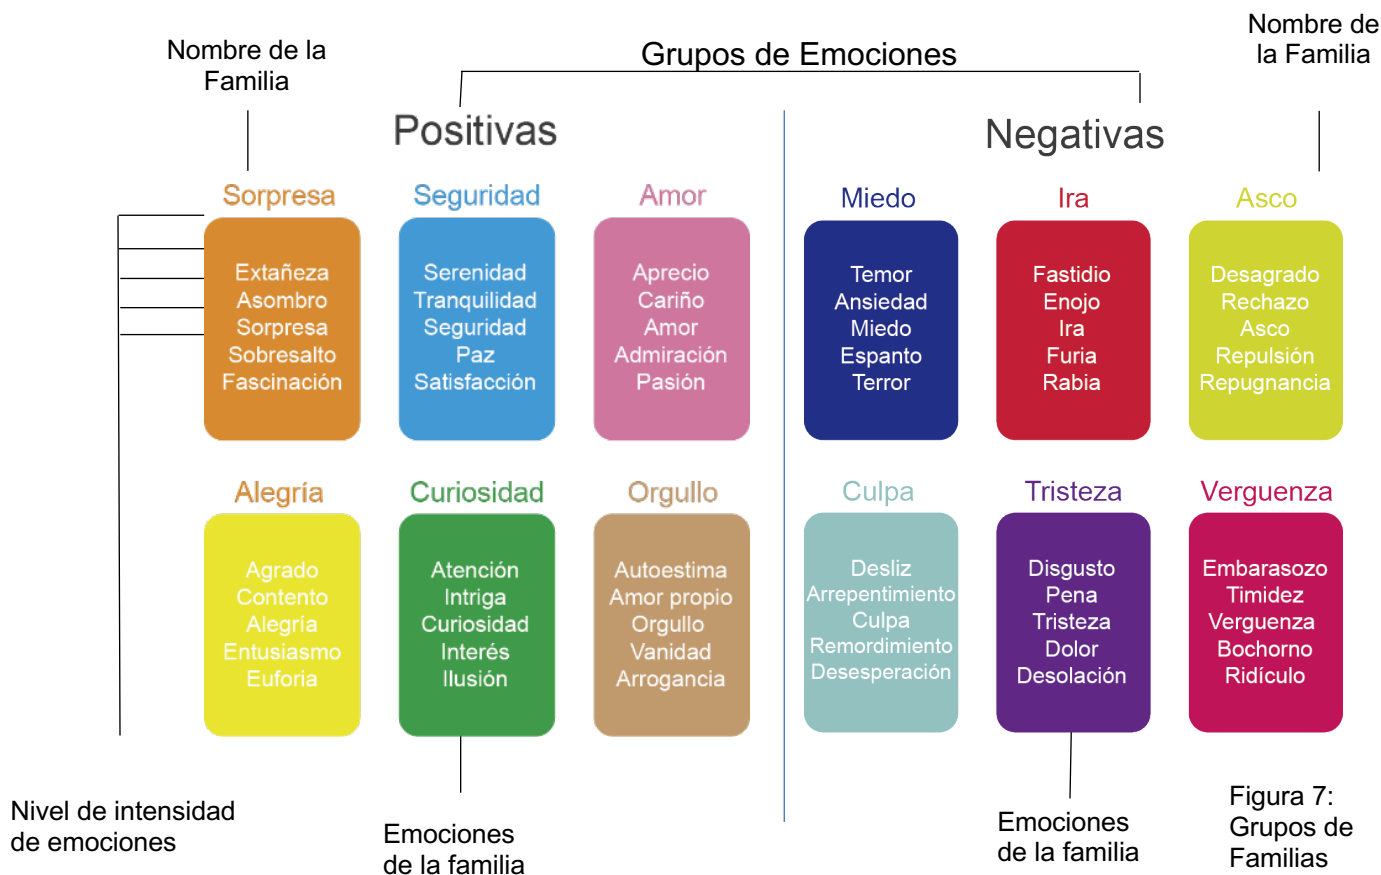 Nombre de la
Familia
Grupos de Emociones
Nombre de
la Familia
Positivas
Negativas
Sorpresa
Extañeza
Asombro
Sorpresa
Sobresalto
Fascinación
Seguridad
Serenidad
Tranquilidad
Seguridad
Paz
Satisfacción
Amor
Aprecio
Cariño
Amor
Admiración
Pasión
Miedo
Temor
Ansiedad
Miedo
Espanto
Terror
Ira
Fastidio
Enojo
Ira
Furia
Rabia
Asco
Desagrado
Rechazo
Asco
Repulsión
Repugnancia
Alegría
Agrado
Contento
Alegría
Entusiasmo
Euforia
Curiosidad
Atención
Intriga
Curiosidad
Interés
Ilusión
Orgullo
Autoestima
Amor propio
Orgullo
Vanidad
Arrogancia
Culpa
Desliz
Arrepentimiento
Culpa
Remordimiento
Desesperación
Tristeza
Disgusto
Pena
Tristeza
Dolor
Desolación
Verguenza
Embarasozo
Timidez
Verguenza
Bochorno
Ridículo
Nivel de intensidad
de emociones
Emociones
de la familia
Emociones
de la familia
Figura 7:
Grupos de
Familias